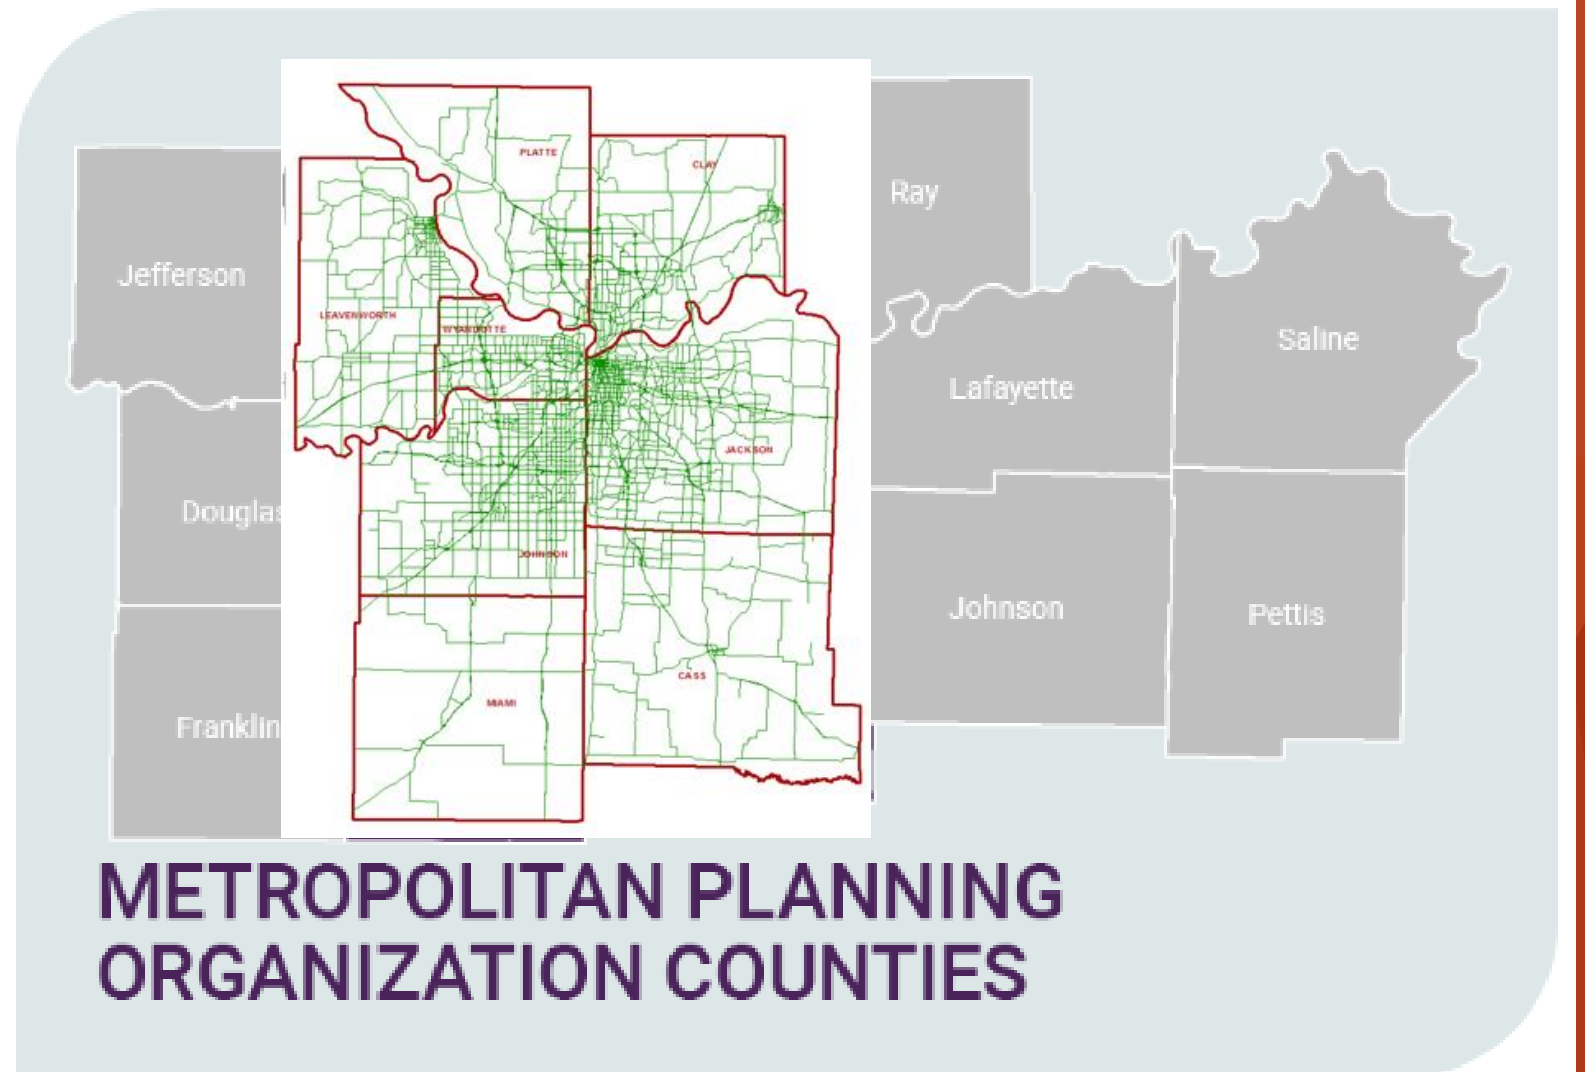 PLATTE
CLAY
Ray
Jefferson
LEAVENWORTH
WYANDOTTE
Saline
Lafayette
JACKSON
Douglas
JOHNSON
Johnson
Pettis
CASS
MIAMI
Franklin
METROPOLITAN PLANNING
ORGANIZATION COUNTIES